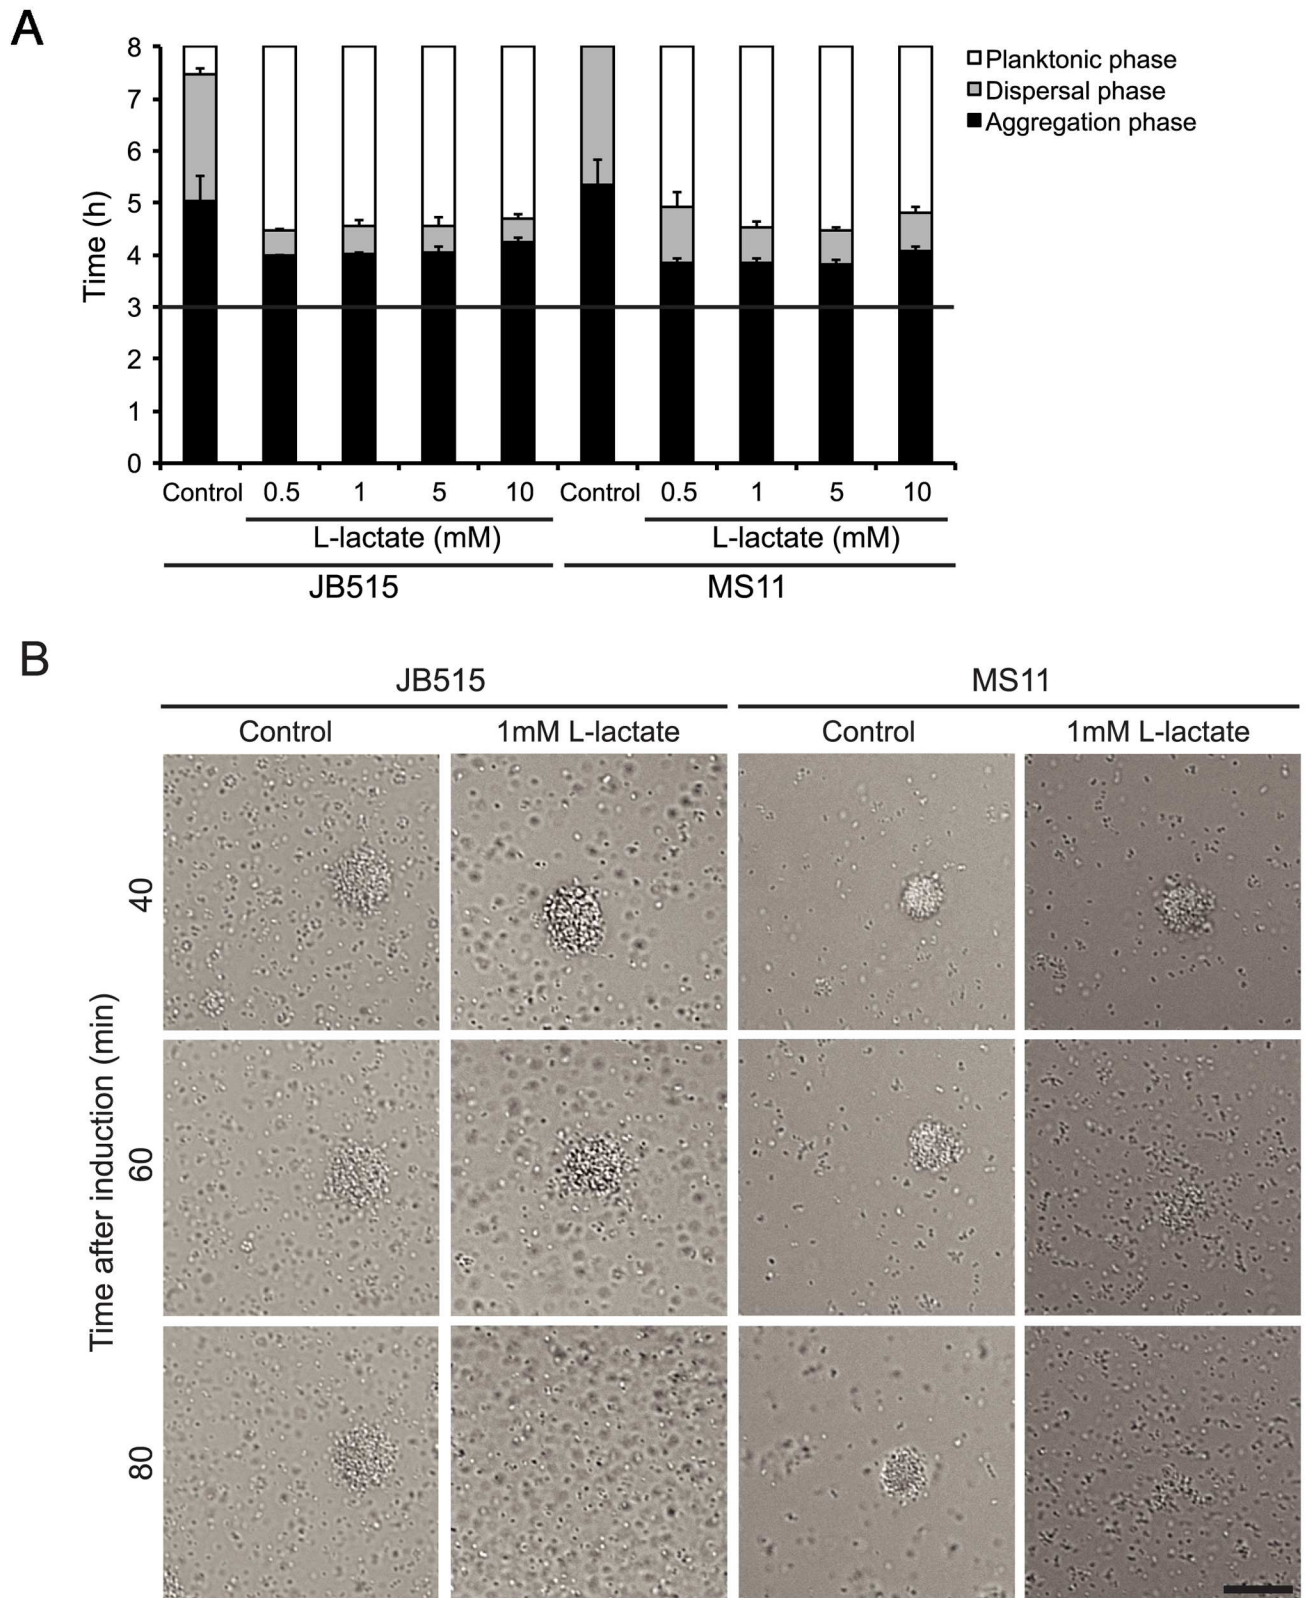 A
8
7
6
5
4
3
2
1
0
Time (h)
Planktonic phase
Dispersal phase
Aggregation phase
Control 0.5 1 5 10 Control 0.5 1 5 10
L-lactate (mM) L-lactate (mM)
JB515 MS11
B
JB515 MS11
Control 1mM L-lactate Control 1mM L-lactate
Time after induction (min)
40
60
80